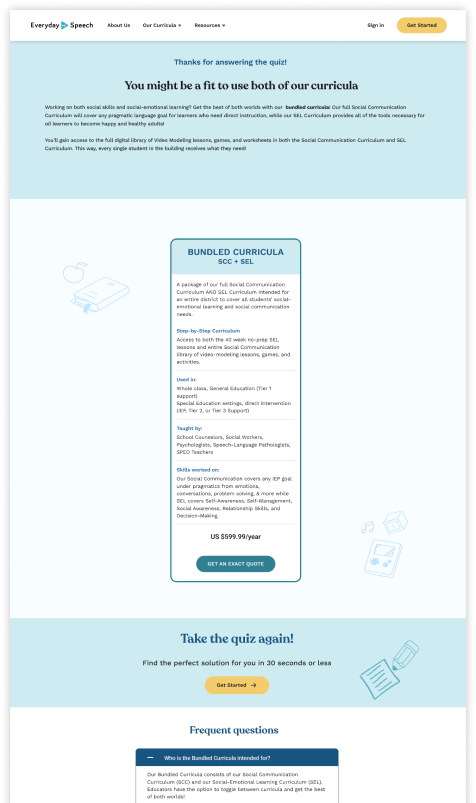 Everyday Speech About Us Our Curricula Resources Sign in Get Started
Thanks for answering the quiz!
You might be a fit to use both of our curricula
Working on both social skills and social-emotional learning? Get the best of both worlds with our bundled curricula! Our full Social Communication
Curriculum will cover any pragmatic language goal for learners who need direct instruction, while our SEL Curriculum provides all of the tools necessary for
all learners to become happy and healthy adults!
You'll gain access to the full digital library of Video Modeling lessons, games, and worksheets in both the Social Communication Curriculum and SEL
Curriculum. This way, every single student in the building receives what they need!
BUNDLED CURRICULA
SCC + SEL
A package of our full Social Communication
Curriculum AND SEL Curriculum intended for
an entire district to cover all students' social-
emotional learning and social communication
needs.
Step-by-Step Curriculum
Access to both the 40 week no-prep SEL
lessons and entire Social Communication
library of video-modeling lessons, games, and
activities.
Used in:
Whole class, General Education (Tier 1
support)
Special Education settings, direct intervention
(IEP, Tier 2, or Tier 3 Support)
Taught by:
School Counselors, Social Workers,
Psychologists, Speech-Language Pathologists,
SPED Teachers
Skills worked on:
Our Social Communication covers any IEP goal
under pragmatics from emotions,
conversations, problem solving, & more while
SEL covers Self-Awareness, Self-Management,
Social Awareness, Relationship Skills, and
Decision-Making.
US $599.99/year
GET AN EXACT QUOTE
Take the quiz again!
Find the perfect solution for you in 30 seconds or less
Get Started →
Frequent questions
— Who is the Bundled Curricula intended for?
Our Bundled Curricula consists of our Social Communication
Curriculum (SCC) and our Social-Emotional Learning Curriculum (SEL).
Educators have the option to toggle between curricula and get the best
of both worlds!